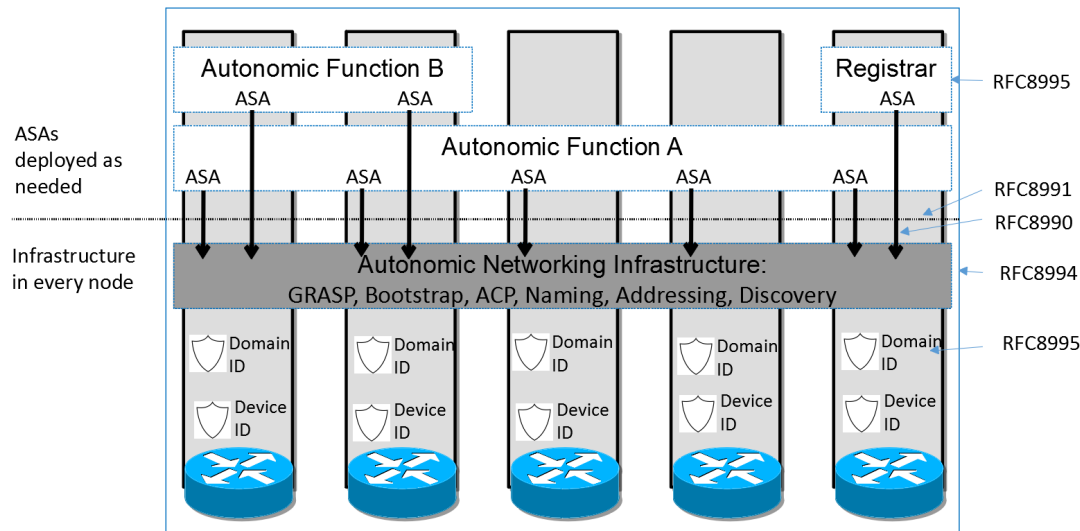 Autonomic Function B
Registrar
RFC8995
ASA
ASA
ASA
ASAs
deployed as
needed
Autonomic Function A
ASA
ASA
ASA
ASA
ASA
RFC8991
RFC8990
Infrastructure
in every node
Autonomic Networking Infrastructure:
GRASP, Bootstrap, ACP, Naming, Addressing, Discovery
RFC8994
Domain
ID
Domain
ID
Domain
ID
Domain
ID
Domain
ID
RFC8995
Device
ID
Device
ID
Device
ID
Device
ID
Device
ID